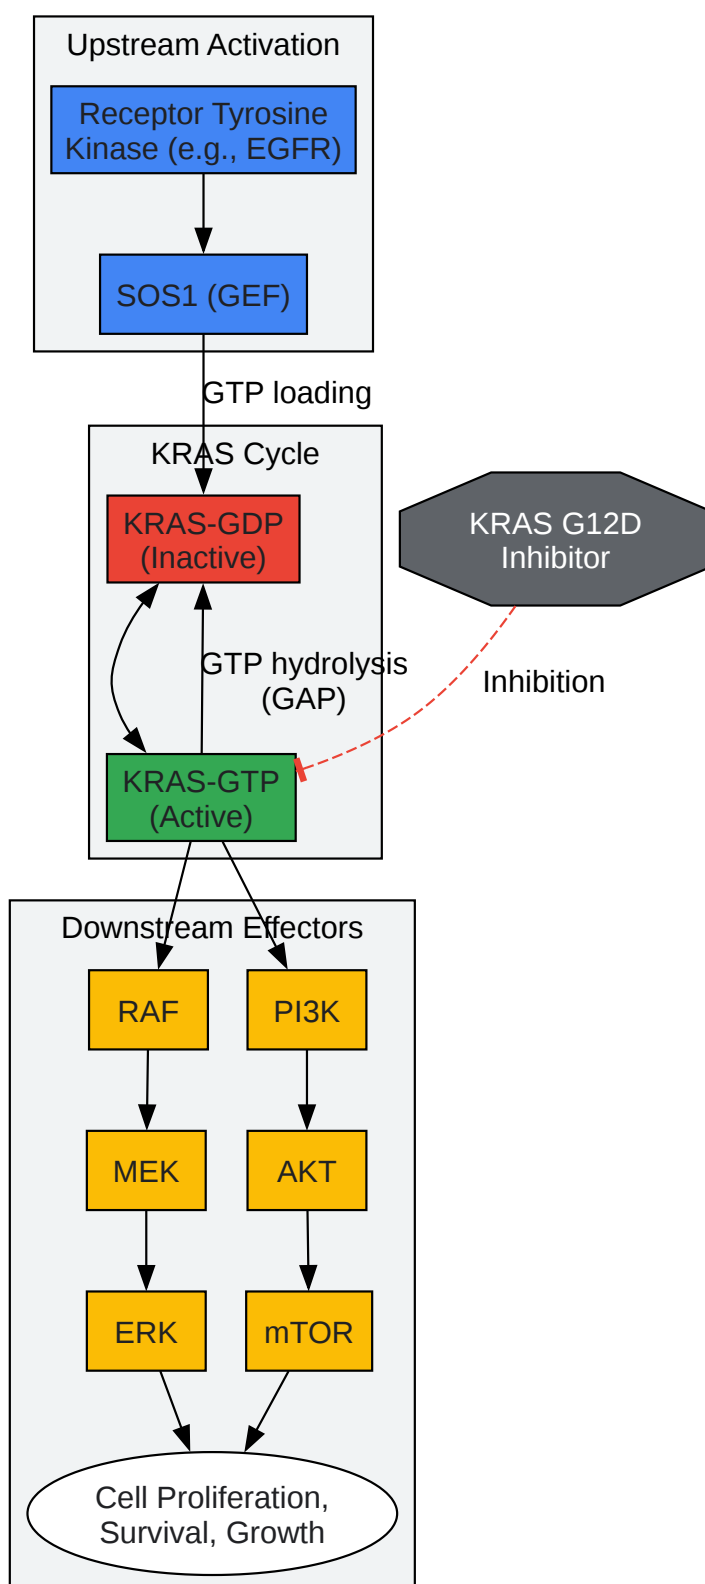 Upstream Activation
Receptor Tyrosine
Kinase (e.g., EGFR)
SOS1 (GEF)
GTP loading
KRAS Cycle
KRAS-GDP
(Inactive)
KRAS G12D
Inhibitor
GTP hydrolysis
(GAP)
Inhibition
KRAS-GTP
(Active)
Downstream Effectors
RAF
PI3K
MEK
AKT
ERK
mTOR
Cell Proliferation,
Survival, Growth